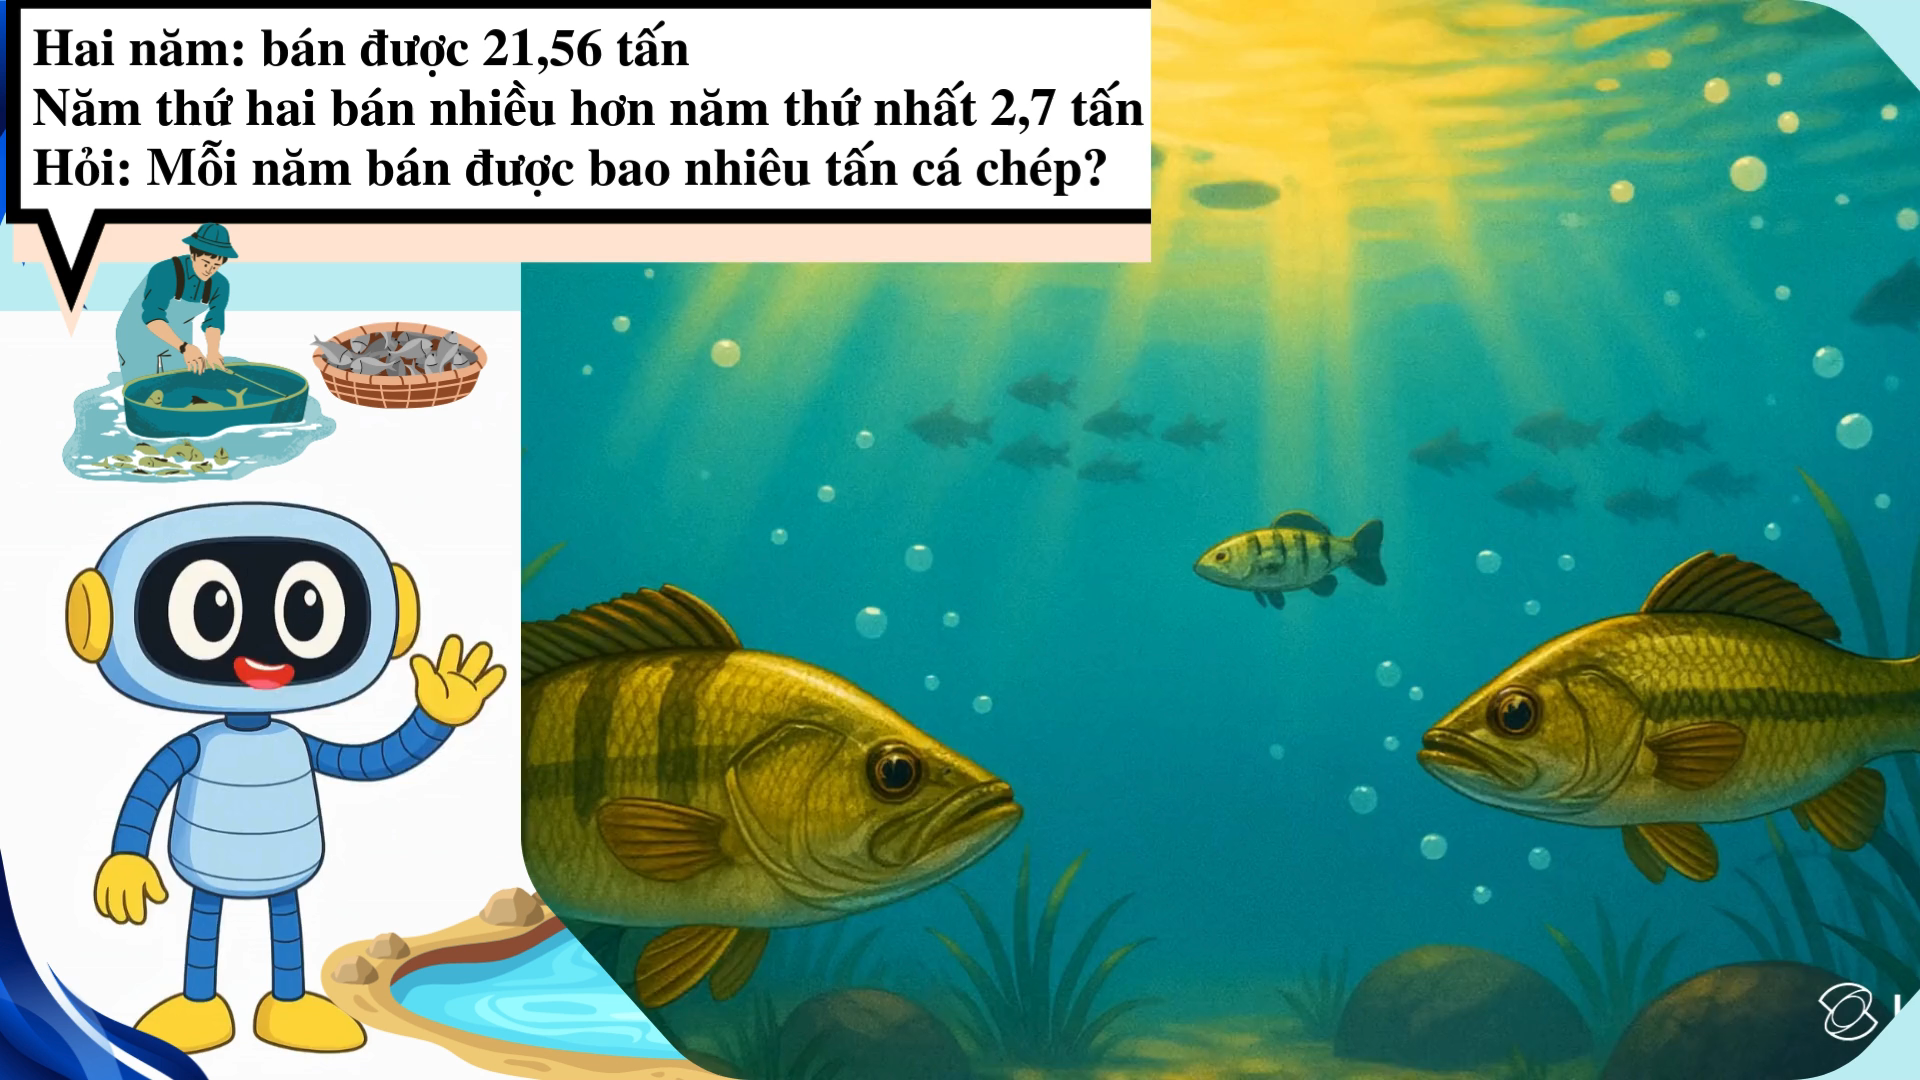 Hai năm: bán được 21,56 tấn
Năm thứ hai bán nhiều hơn năm thứ nhất 2,7 tấn
Hỏi: Mỗi năm bán được bao nhiêu tấn cá chép?